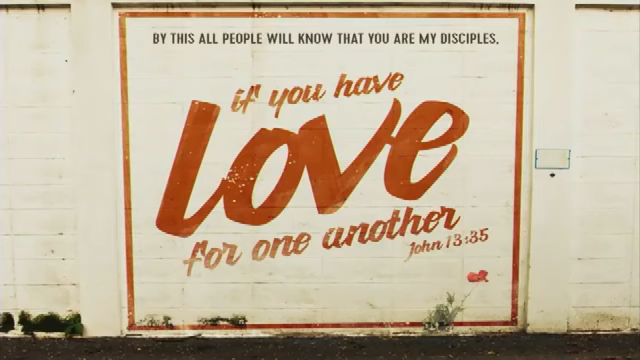 BY THIS ALL PEOPLE WILL KNOW THAT YOU ARE MY DISCIPLES,
if you have
LOVE
for one another
John 13:35